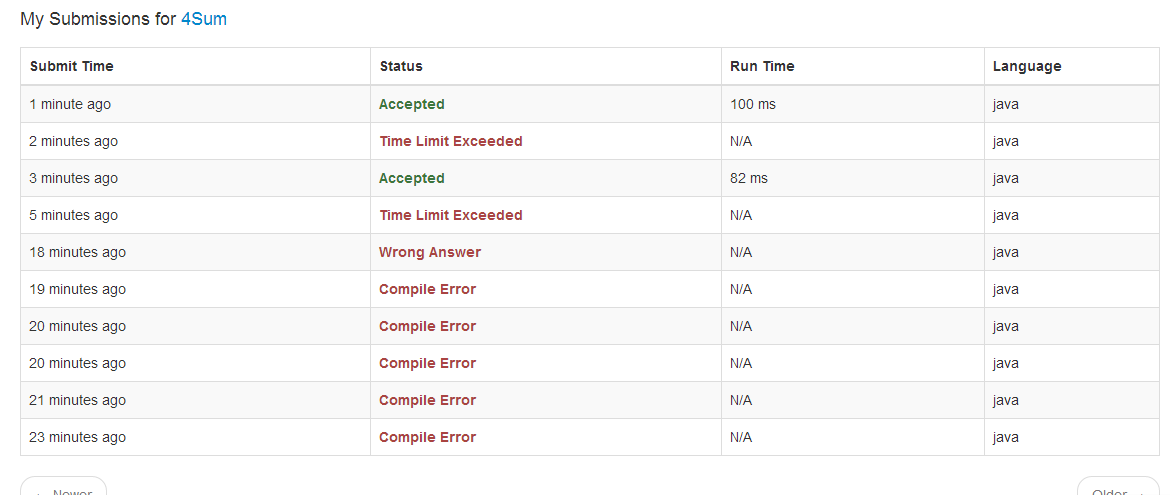 My Submissions for 4Sum
Submit Time Status Run Time Language
1 minute ago Accepted 100 ms java
2 minutes ago Time Limit Exceeded N/A java
3 minutes ago Accepted 82 ms java
5 minutes ago Time Limit Exceeded N/A java
18 minutes ago Wrong Answer N/A java
19 minutes ago Compile Error N/A java
20 minutes ago Compile Error N/A java
20 minutes ago Compile Error N/A java
21 minutes ago Compile Error N/A java
23 minutes ago Compile Error N/A java
← Newer Older →